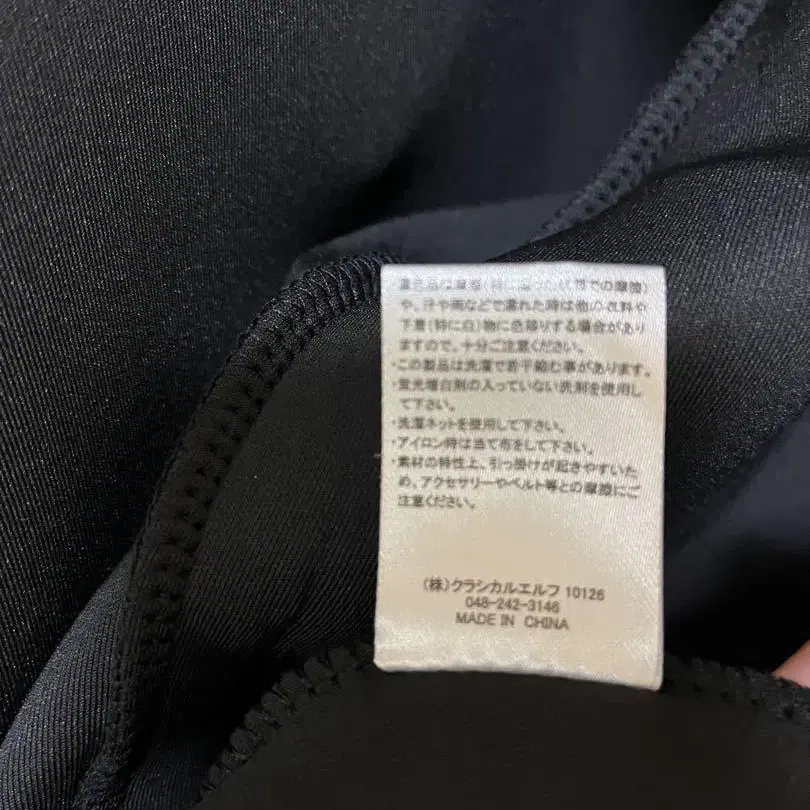 濃色品は摩擦(特に湿った状態での摩擦)
や、汗や雨などで濡れた時は他の衣料や
下着(特に白)物に色移りする場合があり
ますので、十分ご注意ください。
・この製品は洗濯で若干縮む事があります。
・蛍光増白剤の入っていない洗剤を使用し
て下さい。
・洗濯ネットを使用して下さい。
・アイロン時は当て布をして下さい。
・素材の特性上、引っ掛けが起きやすいた
め、アクセサリーやベルト等との摩擦にご
注意ください。
(株)クラシカルエルフ 10126
048-242-3146
MADE IN CHINA